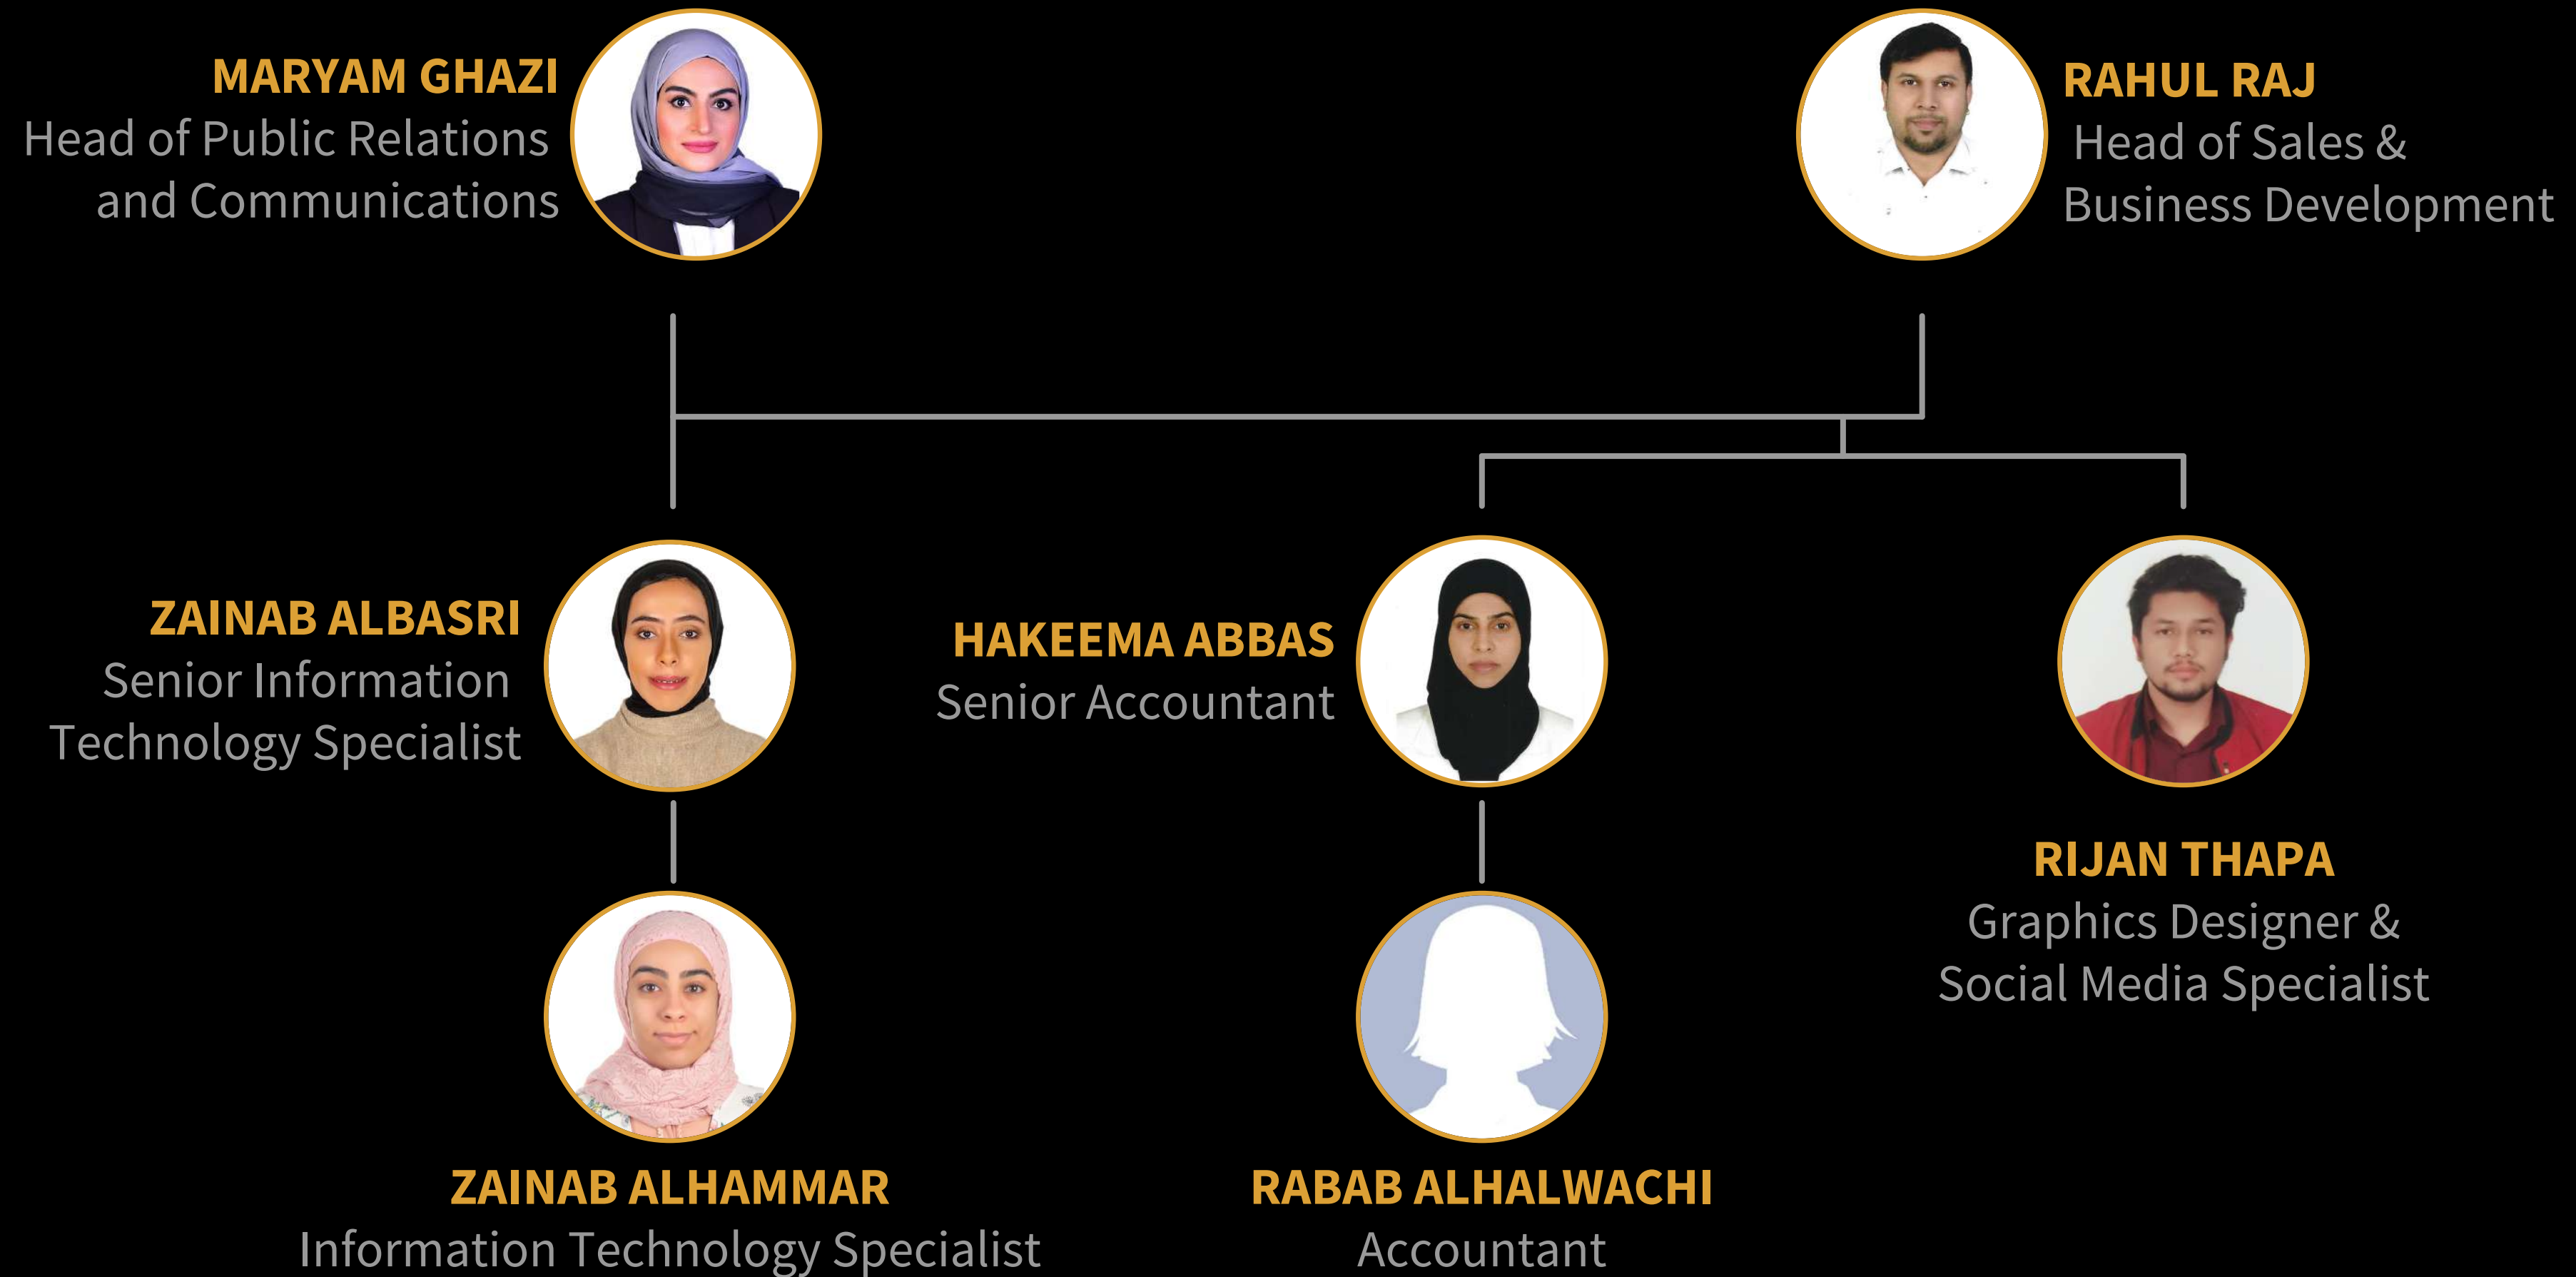 MARYAM GHAZI
Head of Public Relations
and Communications
RAHUL RAJ
Head of Sales &
Business Development
ZAINAB ALBASRI
Senior Information
Technology Specialist
HAKEEMA ABBAS
Senior Accountant
RIJAN THAPA
Graphics Designer &
Social Media Specialist
ZAINAB ALHAMMAR
Information Technology Specialist
RABAB ALHALWACHI
Accountant